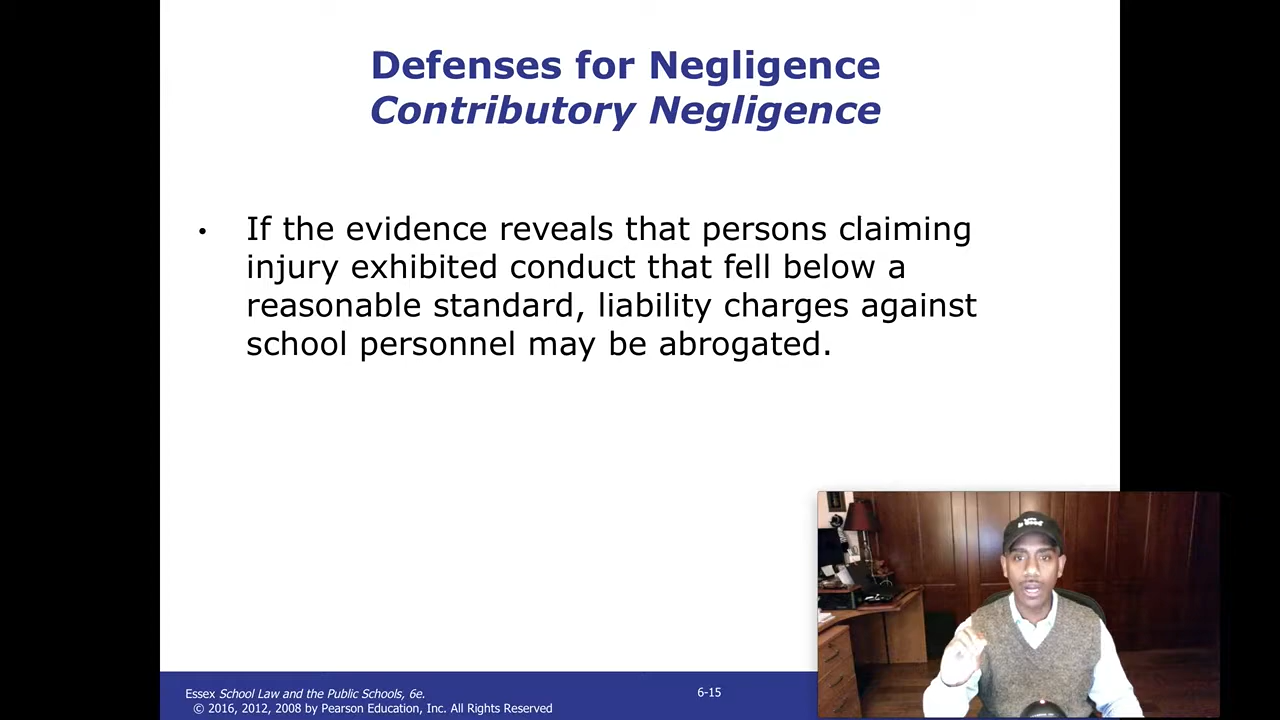 Defenses for Negligence
Contributory Negligence
• If the evidence reveals that persons claiming
injury exhibited conduct that fell below a
reasonable standard, liability charges against
school personnel may be abrogated.
Essex School Law and the Public Schools, 6e.
© 2016, 2012, 2008 by Pearson Education, Inc. All Rights Reserved
6-15